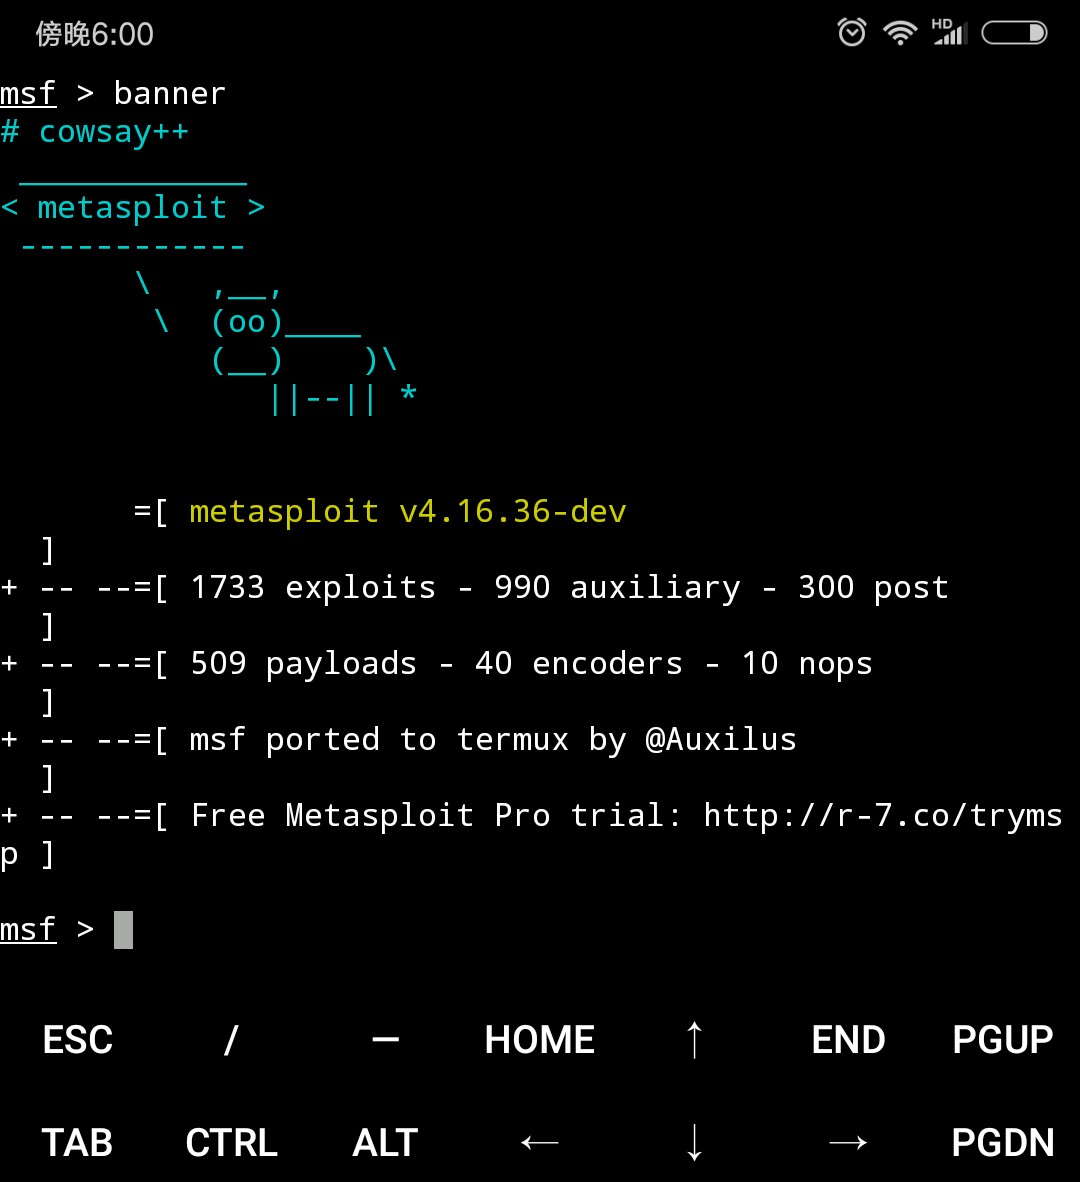 傍晚6:00
HD
msf > banner
# cowsay++
 ____________
< metasploit >
 ------------
       \   ,__,
        \  (oo)____
           (__)    )\
              ||--|| *
       =[ metasploit v4.16.36-dev
  ]
+ -- --=[ 1733 exploits - 990 auxiliary - 300 post
  ]
+ -- --=[ 509 payloads - 40 encoders - 10 nops
  ]
+ -- --=[ msf ported to termux by @Auxilus
  ]
+ -- --=[ Free Metasploit Pro trial: http://r-7.co/tryms
p ]
msf >
ESC / — HOME ↑ END PGUP
TAB CTRL ALT ← ↓ → PGDN